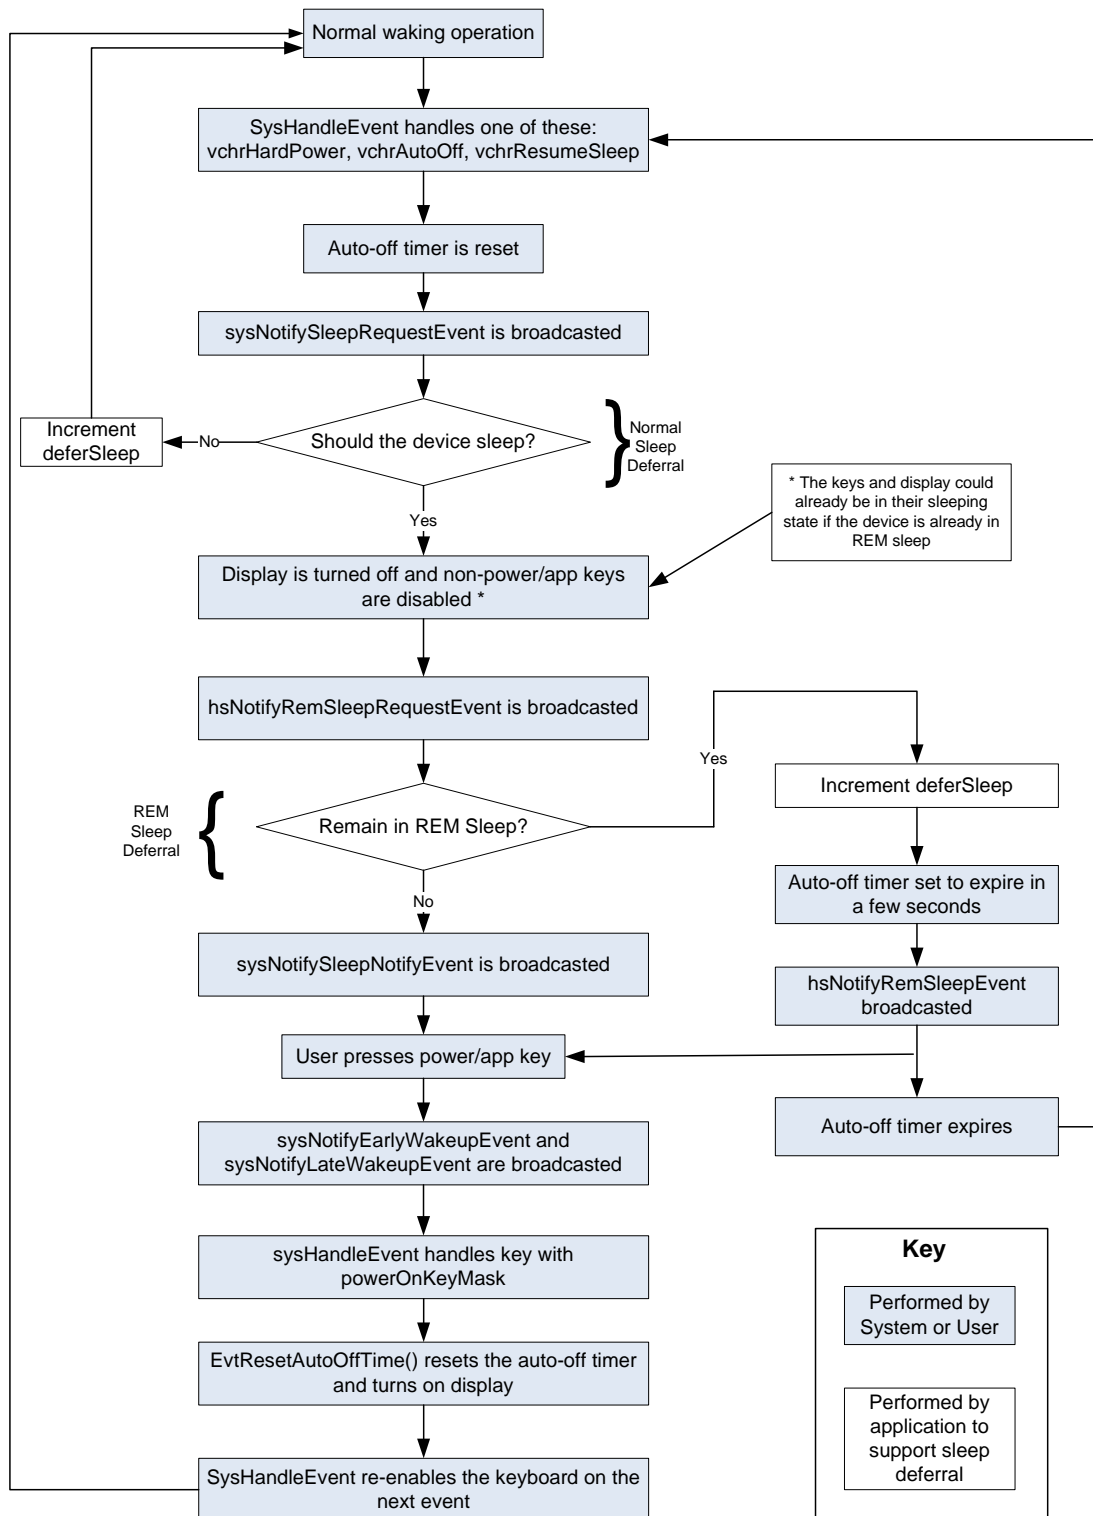 Normal waking operation
SysHandleEvent handles one of these:
vchrHardPower, vchrAutoOff, vchrResumeSleep
Auto-off timer is reset
sysNotifySleepRequestEvent is broadcasted
Increment
deferSleep
No
Should the device sleep?
Normal
Sleep
Deferral
Yes
* The keys and display could
already be in their sleeping
state if the device is already in
REM sleep
Display is turned off and non-power/app keys
are disabled *
hsNotifyRemSleepRequestEvent is broadcasted
Yes
REM
Sleep
Deferral
Remain in REM Sleep?
Increment deferSleep
No
Auto-off timer set to expire in
a few seconds
sysNotifySleepNotifyEvent is broadcasted
hsNotifyRemSleepEvent
broadcasted
User presses power/app key
Auto-off timer expires
sysNotifyEarlyWakeupEvent and
sysNotifyLateWakeupEvent are broadcasted
sysHandleEvent handles key with
powerOnKeyMask
EvtResetAutoOffTime() resets the auto-off timer
and turns on display
SysHandleEvent re-enables the keyboard on the
next event
Key
Performed by
System or User
Performed by
application to
support sleep
deferral